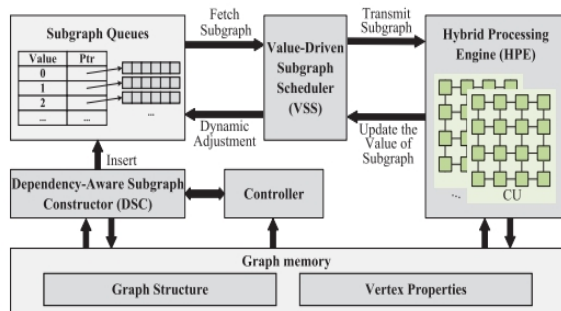 Subgraph Queues
Value Ptr
0
1
2
... ...
...
Fetch
Subgraph
Dynamic
Adjustment
Value-Driven
Subgraph
Scheduler
(VSS)
Transmit
Subgraph
Update the
Value of
Subgraph
Hybrid Processing
Engine (HPE)
...
CU
Insert
Dependency-Aware Subgraph
Constructor (DSC)
Controller
Graph memory
Graph Structure
Vertex Properties